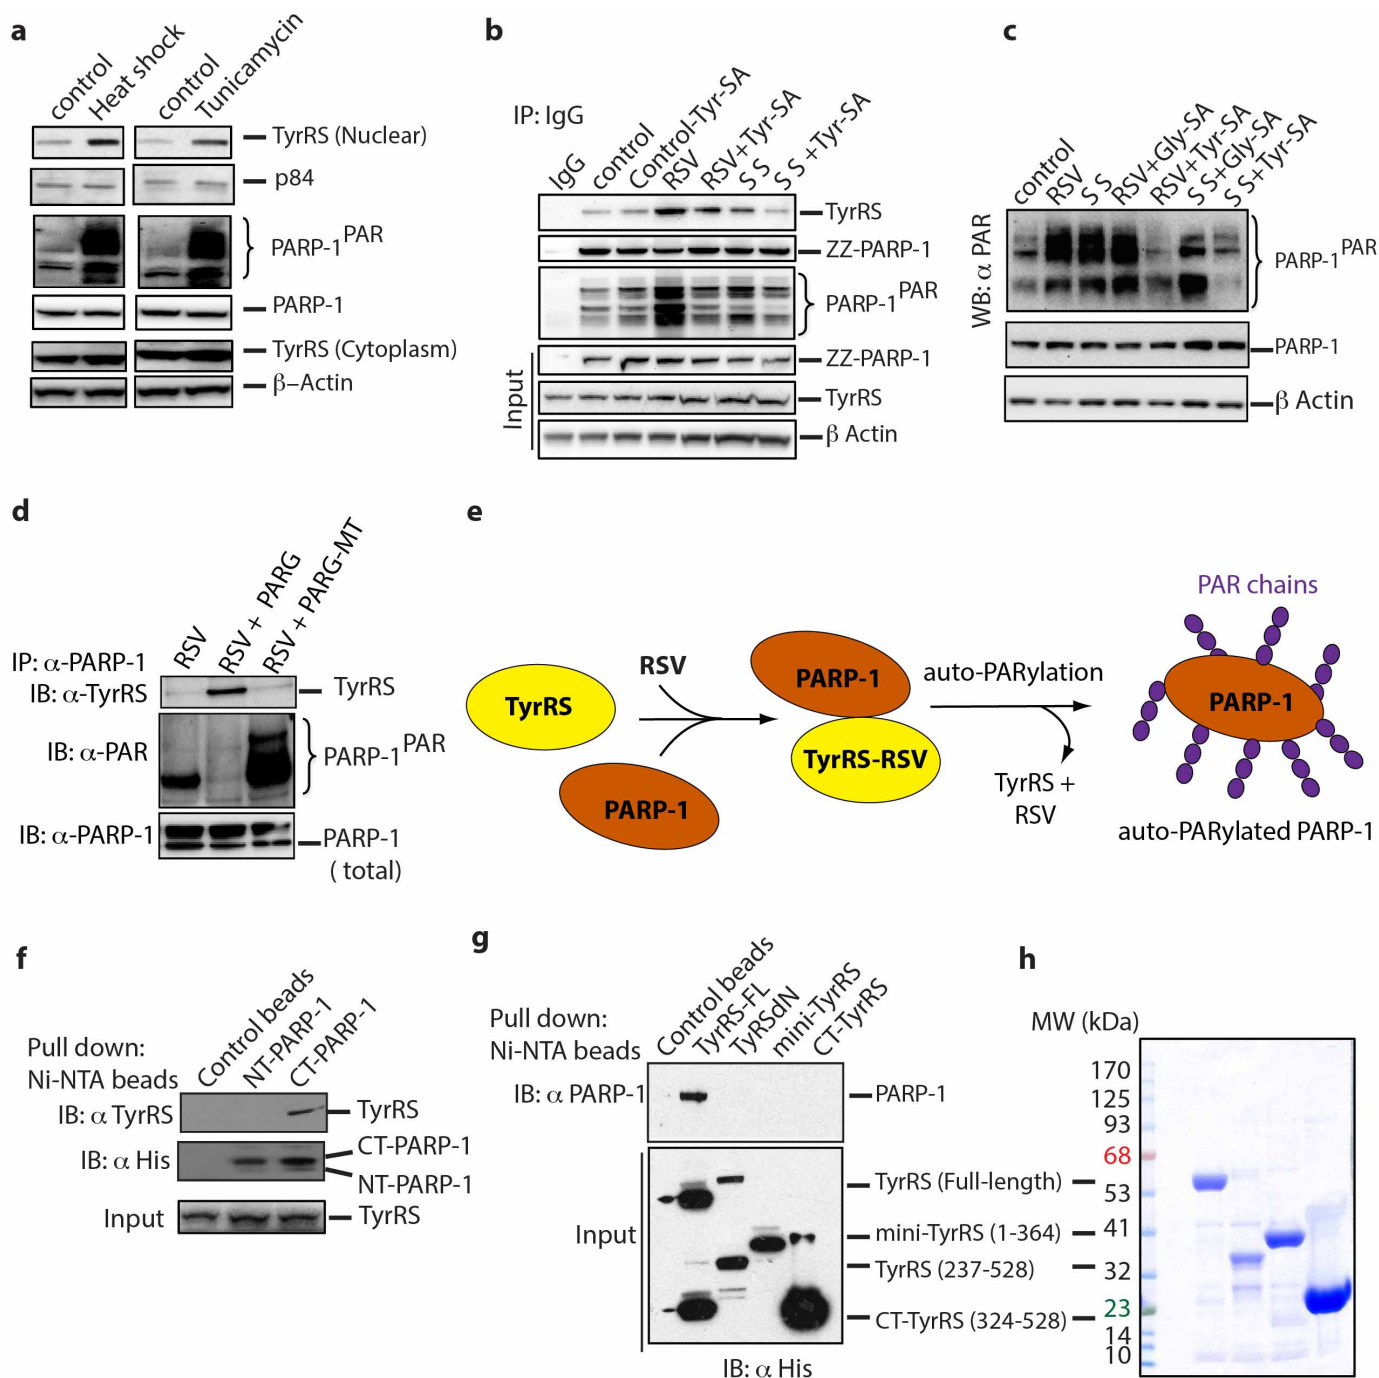 a
control
Heat shock
control
Tunicamycin
TyrRS (Nuclear)
p84
PARP-1PAR
PARP-1
TyrRS (Cytoplasm)
β–Actin
b
IP: IgG
IgG
control
Control-Tyr-SA
RSV
RSV+Tyr-SA
S S
S S +Tyr-SA
TyrRS
ZZ-PARP-1
PARP-1PAR
Input
ZZ-PARP-1
TyrRS
β Actin
c
control
RSV
S S
RSV+Gly-SA
RSV+Tyr-SA
S S+Gly-SA
S S+Tyr-SA
WB: α PAR
PARP-1PAR
PARP-1
β Actin
d
RSV
RSV + PARG
RSV + PARG-MT
IP: α-PARP-1
IB: α-TyrRS
TyrRS
IB: α-PAR
PARP-1PAR
IB: α-PARP-1
PARP-1
( total)
e
TyrRS
RSV
PARP-1
PARP-1
TyrRS-RSV
auto-PARylation
TyrRS +
RSV
PAR chains
PARP-1
auto-PARylated PARP-1
f
Pull down:
Ni-NTA beads
Control beads
NT-PARP-1
CT-PARP-1
IB: α TyrRS
TyrRS
IB: α His
CT-PARP-1
NT-PARP-1
Input
TyrRS
g
Pull down:
Ni-NTA beads
Control beads
TyrRS-FL
TyRSdN
mini-TyrRS
CT-TyrRS
IB: α PARP-1
PARP-1
Input
TyrRS (Full-length)
mini-TyrRS (1-364)
TyrRS (237-528)
CT-TyrRS (324-528)
IB: α His
h
MW (kDa)
170
125
93
68
53
41
32
23
14
10